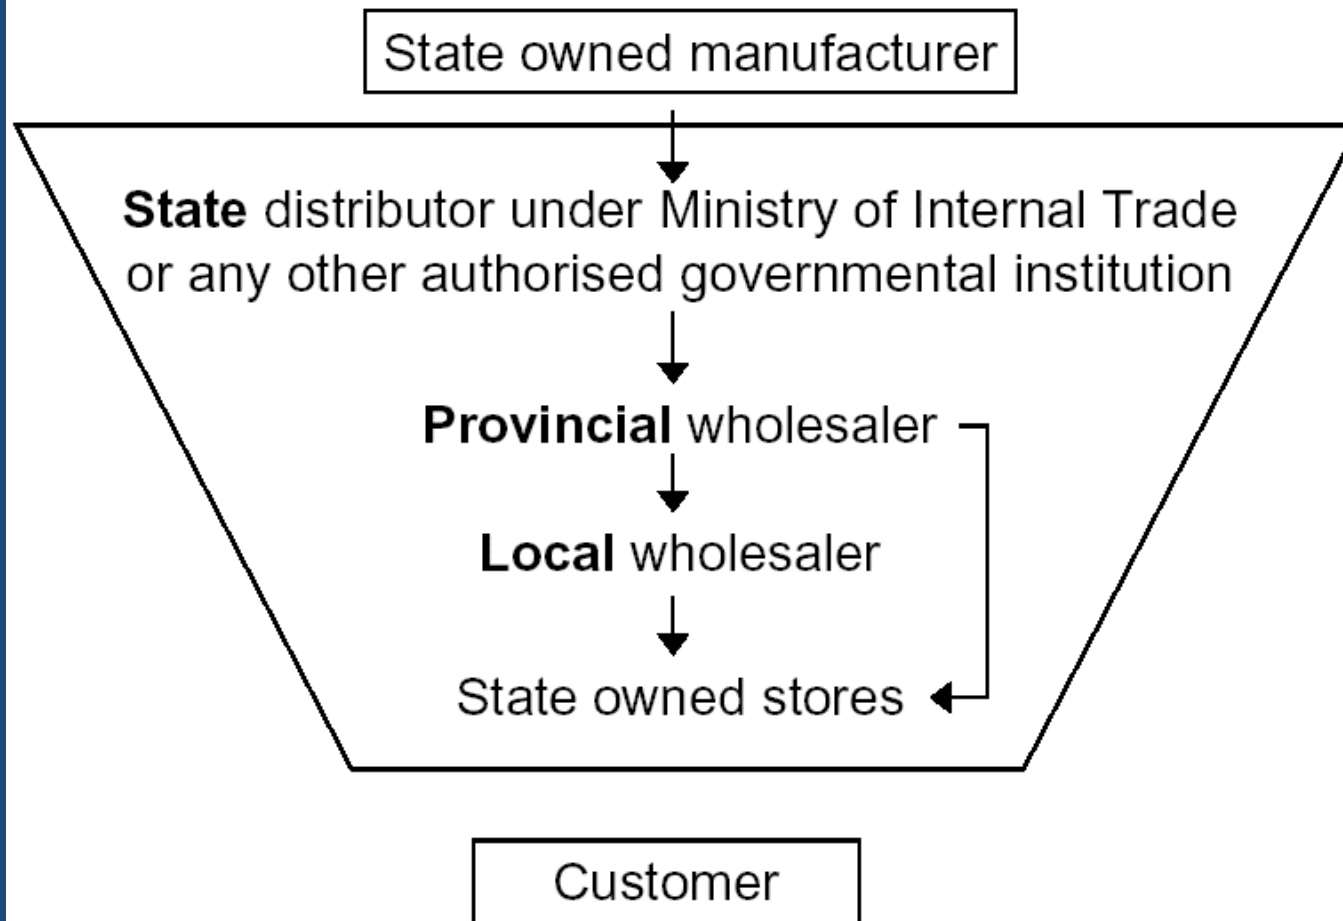 State owned manufacturer
State distributor under Ministry of Internal Trade
or any other authorised governmental institution
Provincial wholesaler
Local wholesaler
State owned stores
Customer